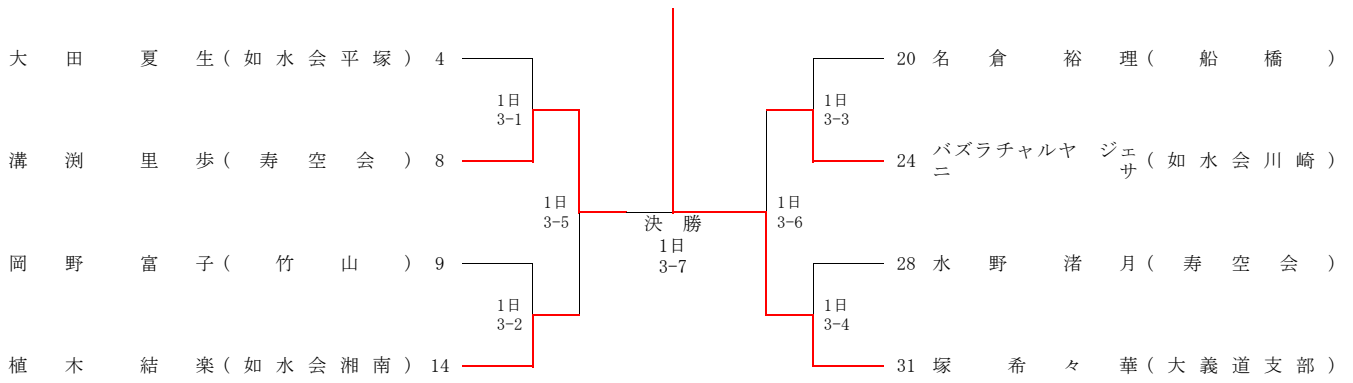 大田夏生(如水会平塚) 4
1日
3-1
溝渕里歩(寿空会) 8
1日
3-5
岡野富子(竹山) 9
1日
3-2
植木結楽(如水会湘南) 14
決勝
1日
3-7
20 名倉裕理(船橋)
1日
3-3
24 バズラチャルヤ ジェニサ(如水会川崎)
1日
3-6
28 水野渚月(寿空会)
1日
3-4
31 塚希々華(大義道支部)